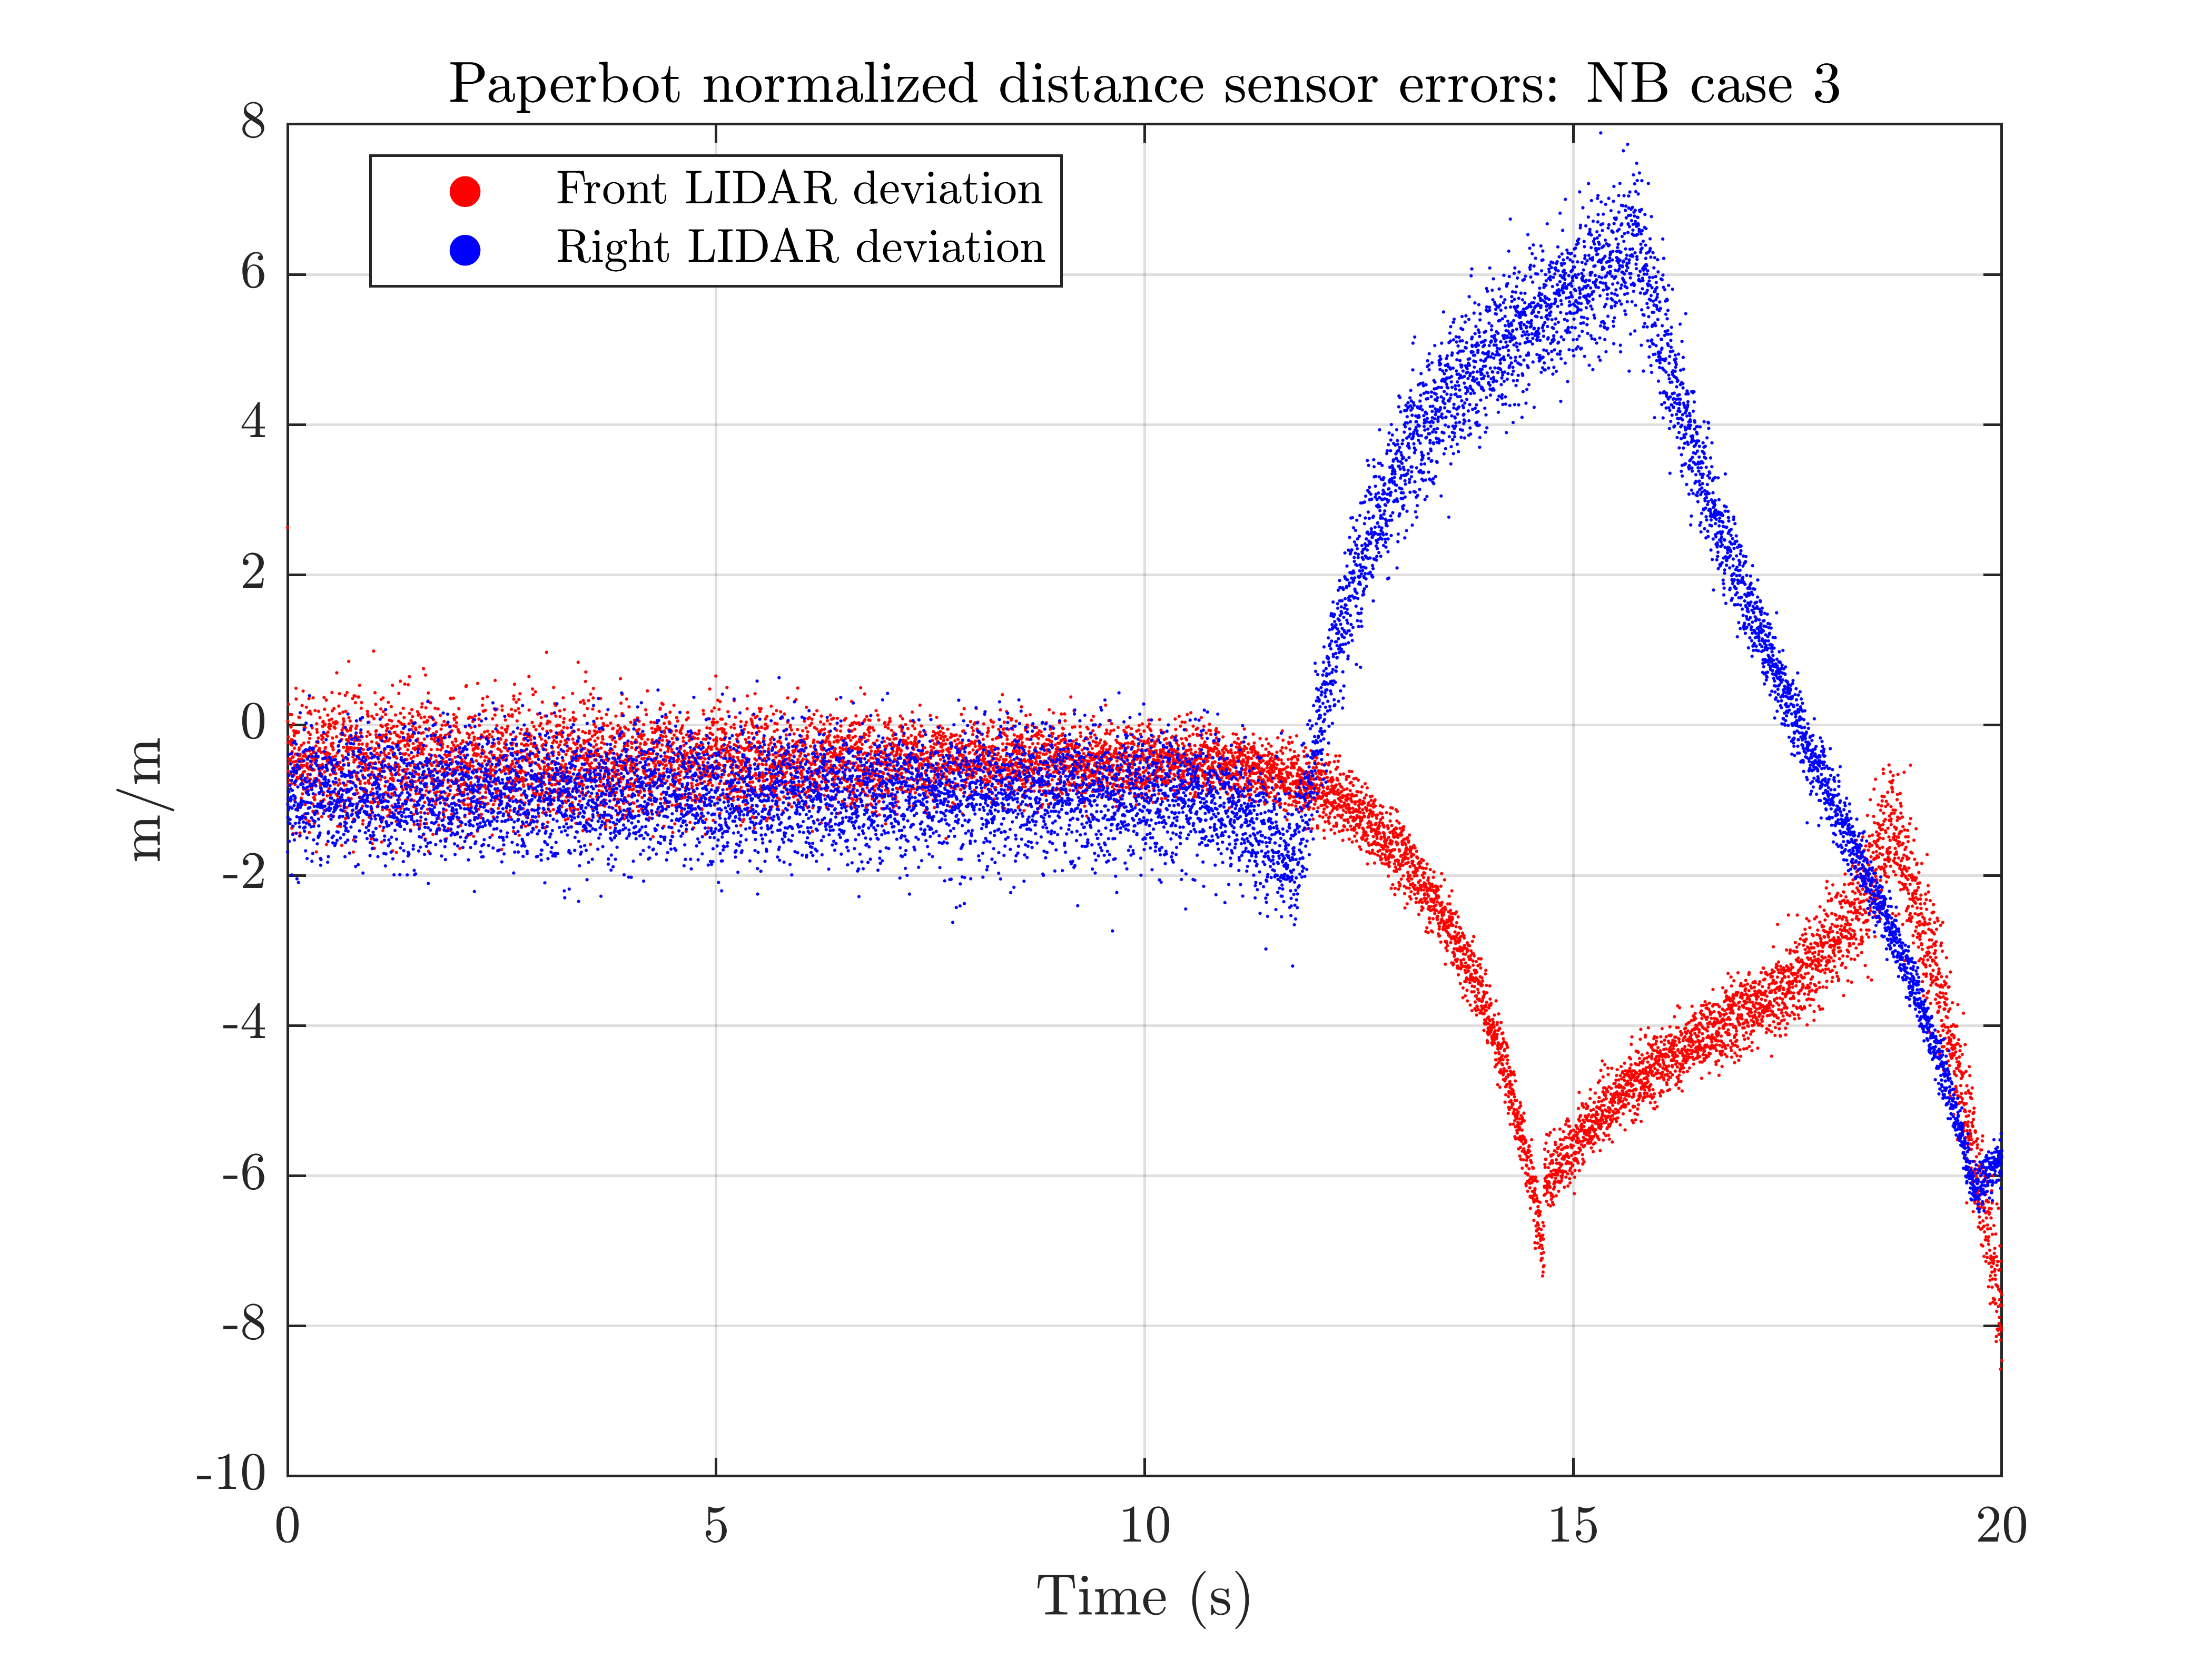 Paperbot normalized distance sensor errors: NB case 3
Front LIDAR deviation
Right LIDAR deviation
8
6
4
2
0
-2
-4
-6
-8
-10
m/m
0 5 10 15 20
Time (s)